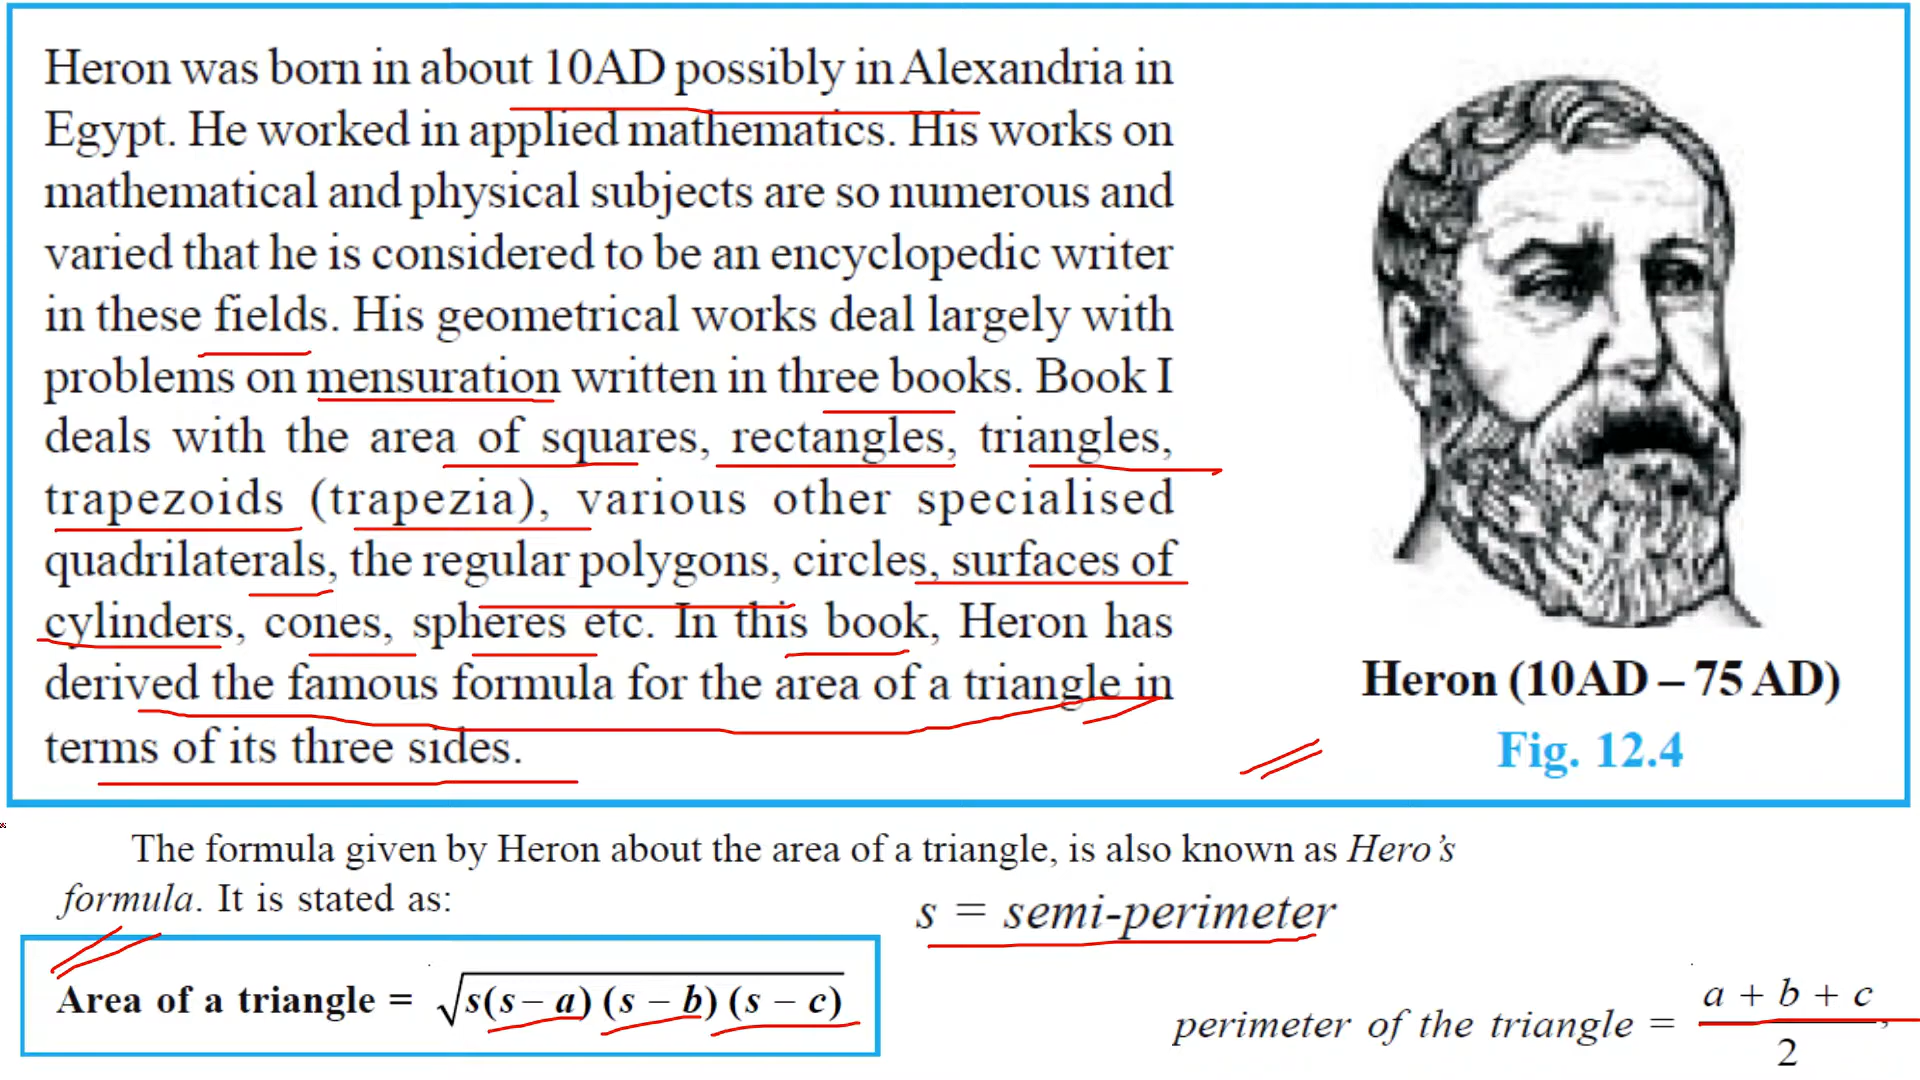 Heron was born in about 10AD possibly in Alexandria in
Egypt. He worked in applied mathematics. His works on
mathematical and physical subjects are so numerous and
varied that he is considered to be an encyclopedic writer
in these fields. His geometrical works deal largely with
problems on mensuration written in three books. Book I
deals with the area of squares, rectangles, triangles,
trapezoids (trapezia), various other specialised
quadrilaterals, the regular polygons, circles, surfaces of
cylinders, cones, spheres etc. In this book, Heron has
derived the famous formula for the area of a triangle in
terms of its three sides.
Heron (10AD – 75 AD)
Fig. 12.4
The formula given by Heron about the area of a triangle, is also known as Hero's
formula. It is stated as:
Area of a triangle = √s(s – a) (s – b) (s – c)
s = semi-perimeter
perimeter of the triangle = a + b + c / 2 ,